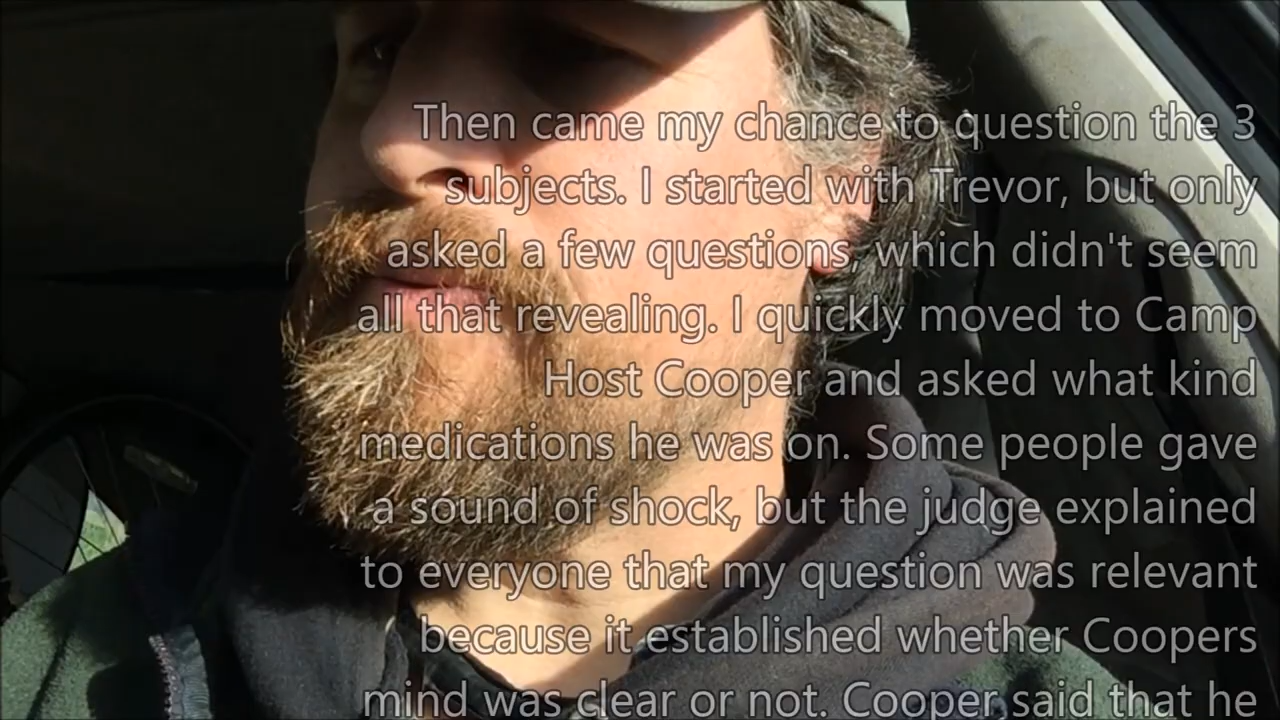 Then came my chance to question the 3
subjects. I started with Trevor, but only
asked a few questions, which didn't seem
all that revealing. I quickly moved to Camp
Host Cooper and asked what kind
medications he was on. Some people gave
a sound of shock, but the judge explained
to everyone that my question was relevant
because it established whether Coopers
mind was clear or not. Cooper said that he